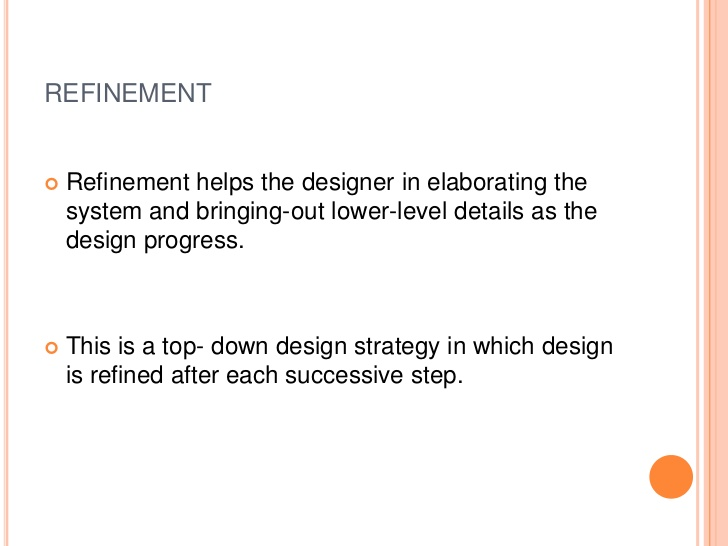 REFINEMENT
Refinement helps the designer in elaborating the
system and bringing-out lower-level details as the
design progress.
This is a top- down design strategy in which design
is refined after each successive step.